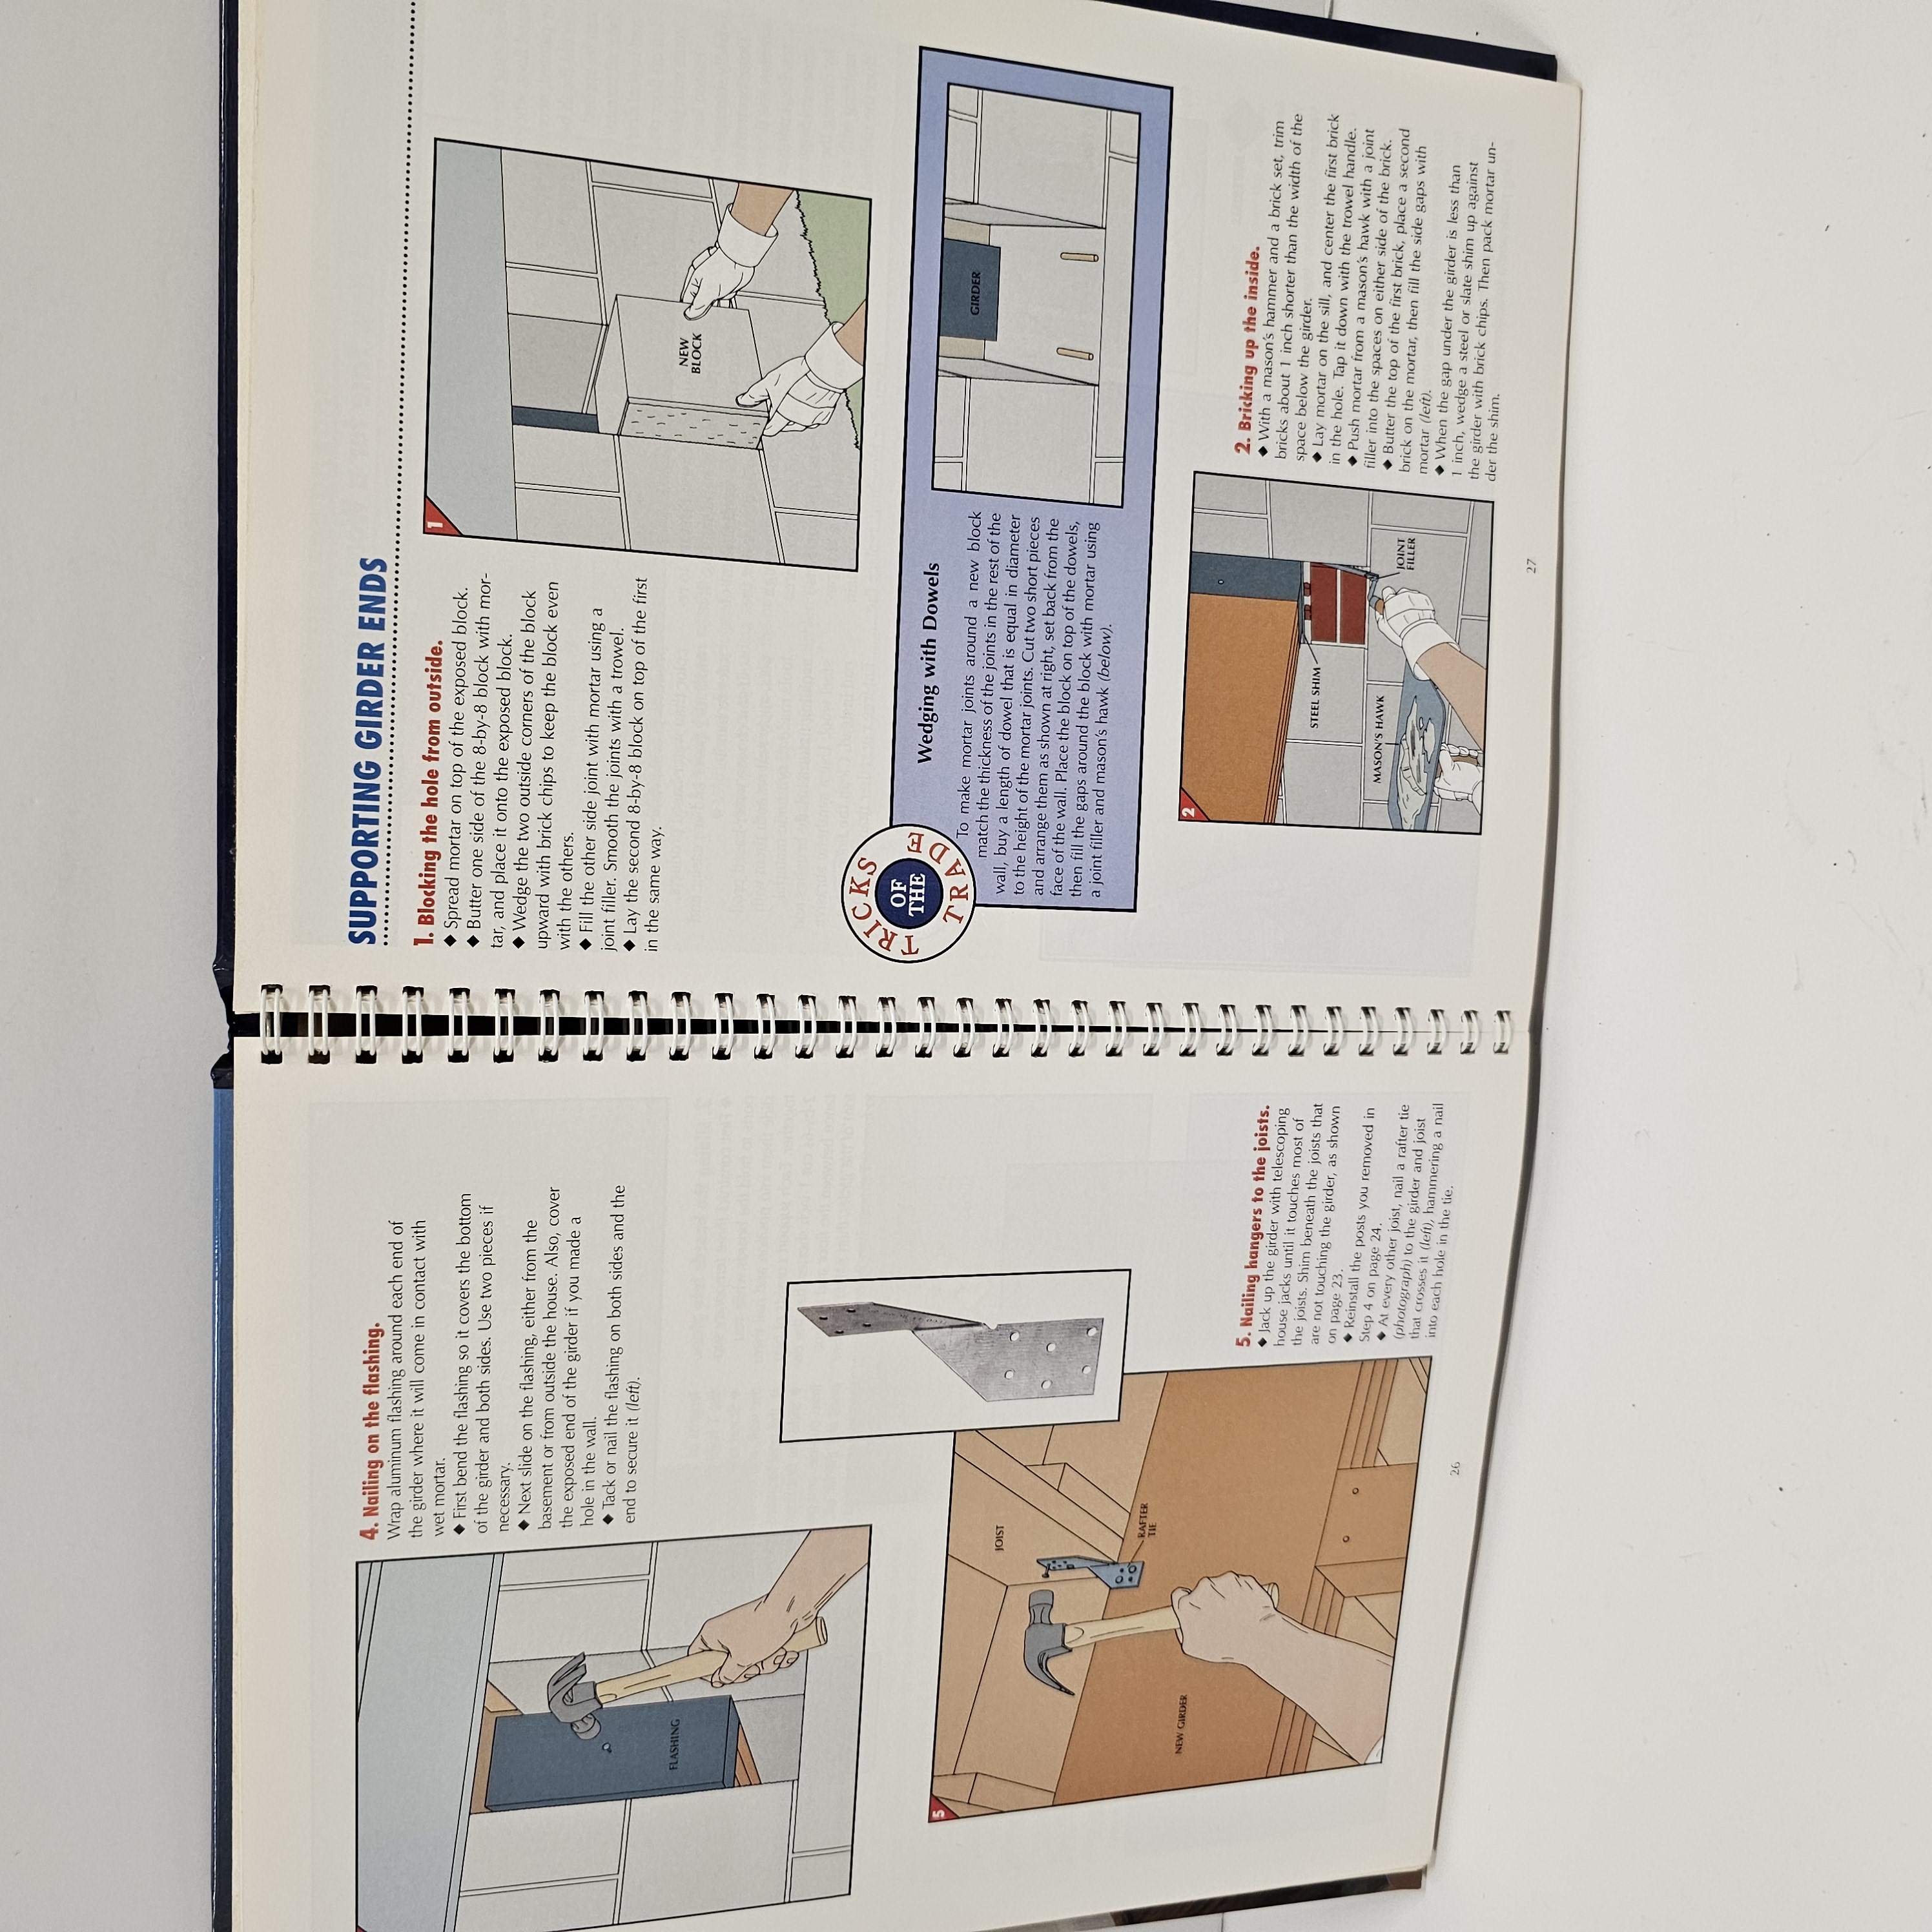 4. Nailing on the flashing.
Wrap aluminum flashing around each end of
the girder where it will come in contact with
wet mortar.
◆ First bend the flashing so it covers the bottom
of the girder and both sides. Use two pieces if
necessary.
◆ Next slide on the flashing, either from the
basement or from outside the house. Also, cover
the exposed end of the girder if you made a
hole in the wall.
◆ Tack or nail the flashing on both sides and the
end to secure it (left).
FLASHING
5
JOIST
RAFTER
TIE
NEW GIRDER
5. Nailing hangers to the joists.
◆ Jack up the girder with telescoping
house jacks until it touches most of
the joists. Shim beneath the joists that
are not touching the girder, as shown
on page 23.
◆ Reinstall the posts you removed in
Step 4 on page 24.
◆ At every other joist, nail a rafter tie
(photograph) to the girder and joist
that crosses it (left), hammering a nail
into each hole in the tie.
26
SUPPORTING GIRDER ENDS
1. Blocking the hole from outside.
◆ Spread mortar on top of the exposed block.
◆ Butter one side of the 8-by-8 block with mor-
tar, and place it onto the exposed block.
◆ Wedge the two outside corners of the block
upward with brick chips to keep the block even
with the others.
◆ Fill the other side joint with mortar using a
joint filler. Smooth the joints with a trowel.
◆ Lay the second 8-by-8 block on top of the first
in the same way.
1
NEW
BLOCK
TRICKS
OF
THE
TRADE
Wedging with Dowels
To make mortar joints around a new block
match the thickness of the joints in the rest of the
wall, buy a length of dowel that is equal in diameter
to the height of the mortar joints. Cut two short pieces
and arrange them as shown at right, set back from the
face of the wall. Place the block on top of the dowels,
then fill the gaps around the block with mortar using
a joint filler and mason's hawk (below).
GIRDER
2
STEEL SHIM
MASON'S HAWK
JOINT
FILLER
2. Bricking up the inside.
◆ With a mason's hammer and a brick set, trim
bricks about 1 inch shorter than the width of the
space below the girder.
◆ Lay mortar on the sill, and center the first brick
in the hole. Tap it down with the trowel handle.
◆ Push mortar from a mason's hawk with a joint
filler into the spaces on either side of the brick.
◆ Butter the top of the first brick, place a second
brick on the mortar, then fill the side gaps with
mortar (left).
◆ When the gap under the girder is less than
1 inch, wedge a steel or slate shim up against
the girder with brick chips. Then pack mortar un-
der the shim.
27